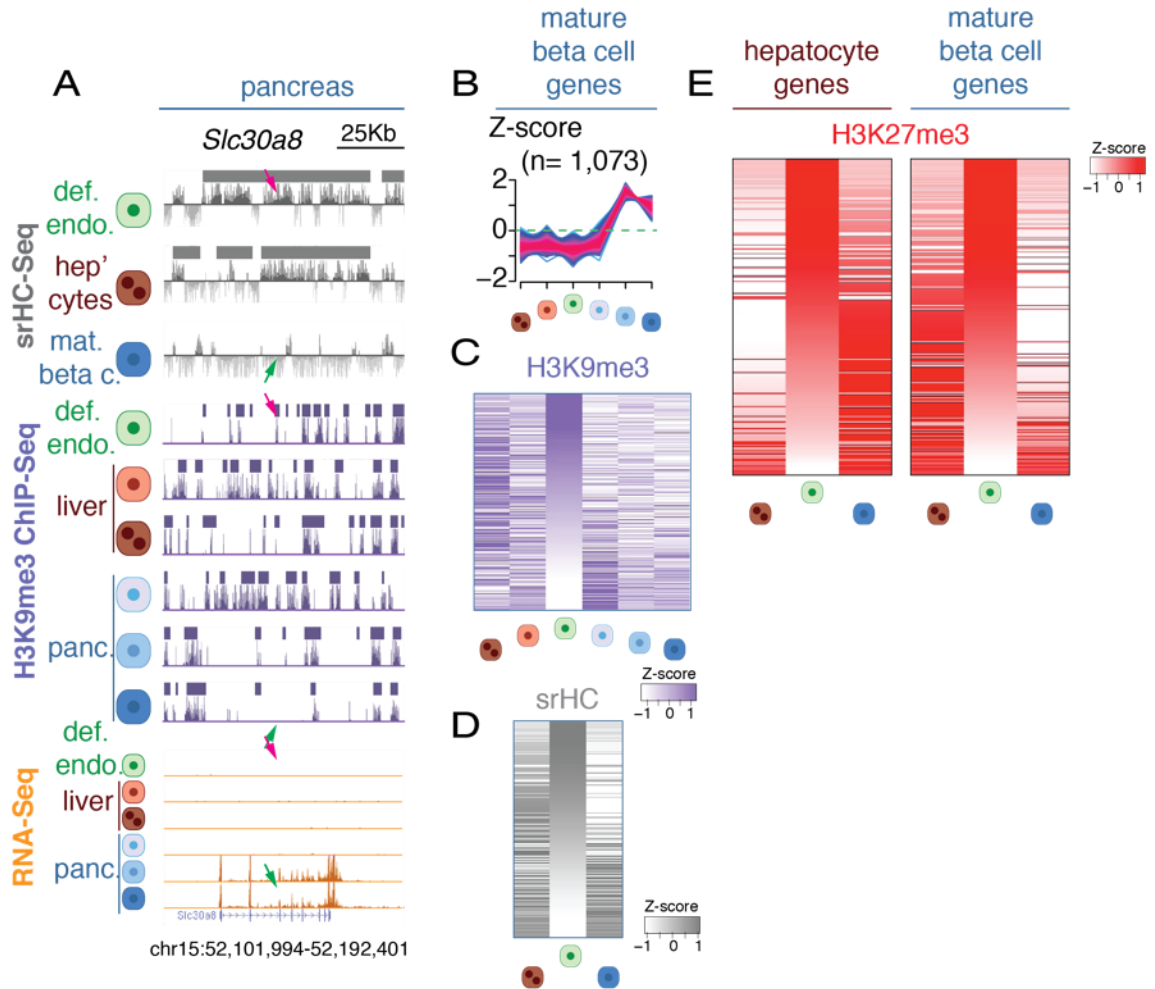 A
pancreas
Slc30a8
25Kb
srHC-Seq
def.
endo.
hep'
cytes
mat.
beta c.
H3K9me3 ChIP-Seq
def.
endo.
liver
panc.
RNA-Seq
def.
endo.
liver
panc.
Slc30a8
chr15:52,101,994-52,192,401
B
mature
beta cell
genes
Z-score
(n= 1,073)
2
0
−2
C
H3K9me3
Z-score
−1 0 1
D
srHC
Z-score
−1 0 1
E
hepatocyte
genes
mature
beta cell
genes
H3K27me3
Z-score
−1 0 1